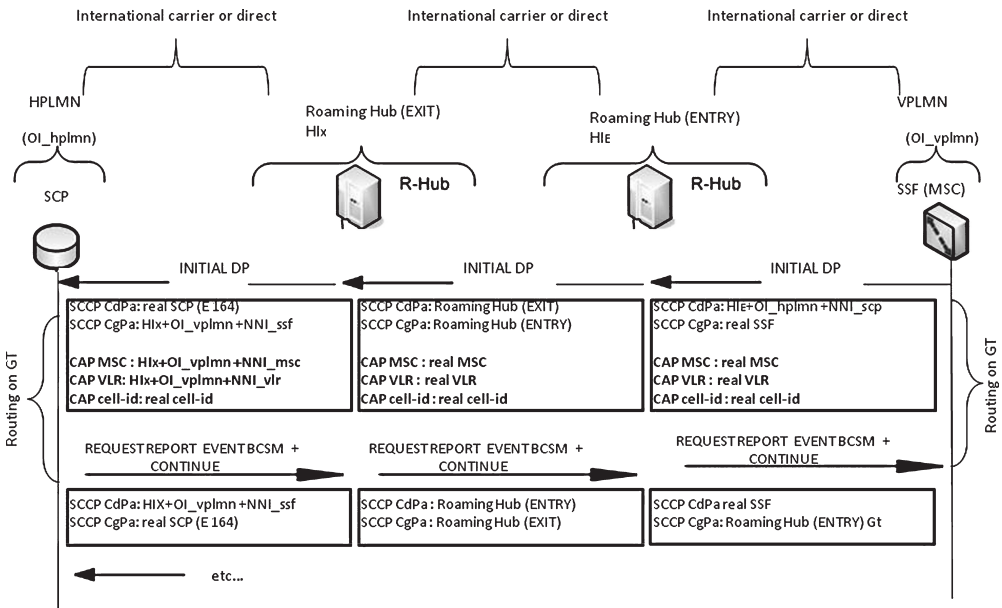 International carrier or direct
International carrier or direct
International carrier or direct
HPLMN
Roaming Hub (EXIT)
HIx
Roaming Hub (ENTRY)
HIE
VPLMN
(OI_hplmn)
(OI_vplmn)
R-Hub
R-Hub
SCP
SSF (MSC)
INITIAL DP
INITIAL DP
INITIAL DP
Routing on GT
SCCP CdPa: real SCP (E 164)
SCCP CgPa: HIx+OI_vplmn +NNI_ssf
CAP MSC : HIx+OI_vplmn +NNI_msc
CAP VLR: HIx+OI_vplmn+NNI_vlr
CAP cell-id: real cell-id
SCCP CdPa: Roaming Hub (EXIT)
SCCP CgPa: Roaming Hub (ENTRY)
CAP MSC : real MSC
CAP VLR : real VLR
CAP cell-id: real cell-id
SCCP CdPa: HIE+OI_hplmn +NNI_scp
SCCP CgPa: real SSF
CAP MSC : real MSC
CAP VLR : real VLR
CAP cell-id: real cell-id
Routing on GT
REQUEST REPORT EVENT BCSM +
CONTINUE
REQUEST REPORT EVENT BCSM +
CONTINUE
REQUEST REPORT EVENT BCSM +
CONTINUE
SCCP CdPa: HIX+OI_vplmn +NNI_ssf
SCCP CgPa: real SCP (E 164)
SCCP CdPa : Roaming Hub (ENTRY)
SCCP CgPa : Roaming Hub (EXIT)
SCCP CdPa real SSF
SCCP CgPa: Roaming Hub (ENTRY) Gt
etc...